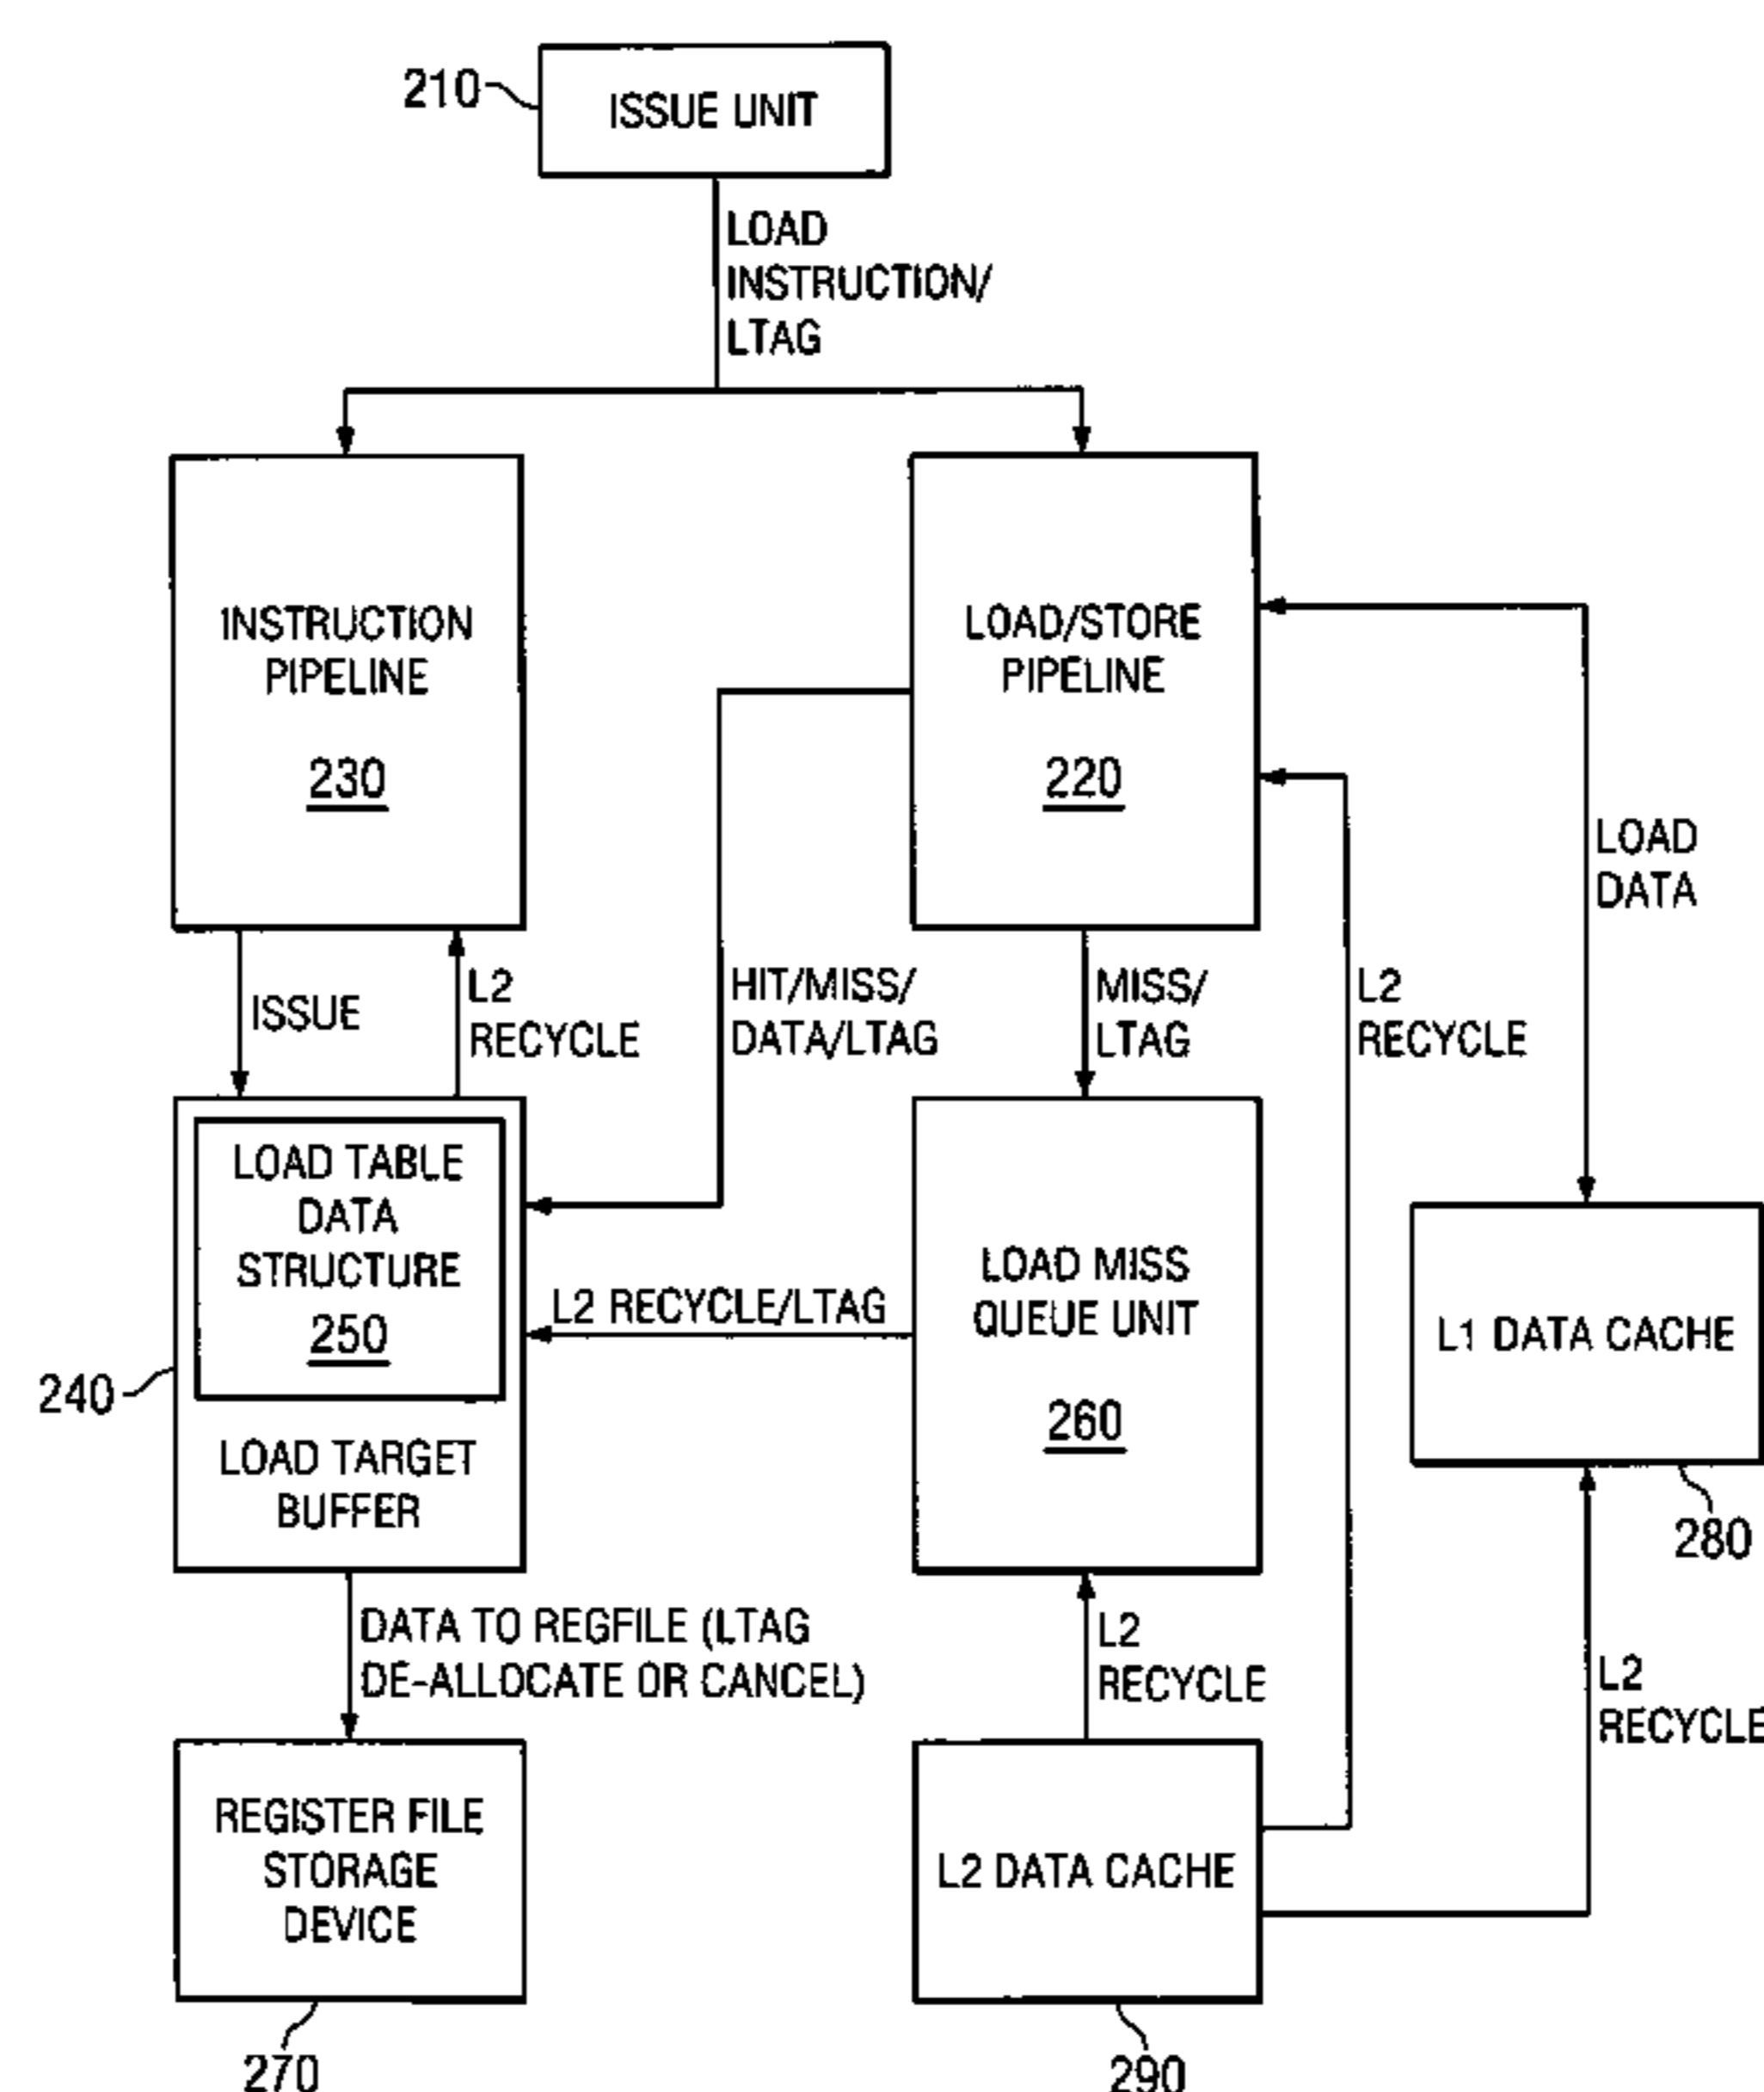 210
ISSUE UNIT
LOAD
INSTRUCTION/
LTAG
INSTRUCTION
PIPELINE
230
LOAD/STORE
PIPELINE
220
LOAD
DATA
ISSUE
L2
RECYCLE
HIT/MISS/
DATA/LTAG
MISS/
LTAG
L2
RECYCLE
LOAD TABLE
DATA
STRUCTURE
250
240
LOAD TARGET
BUFFER
L2 RECYCLE/LTAG
LOAD MISS
QUEUE UNIT
260
L1 DATA CACHE
280
DATA TO REGFILE (LTAG
DE-ALLOCATE OR CANCEL)
L2
RECYCLE
L2
RECYCLE
REGISTER FILE
STORAGE
DEVICE
270
L2 DATA CACHE
290